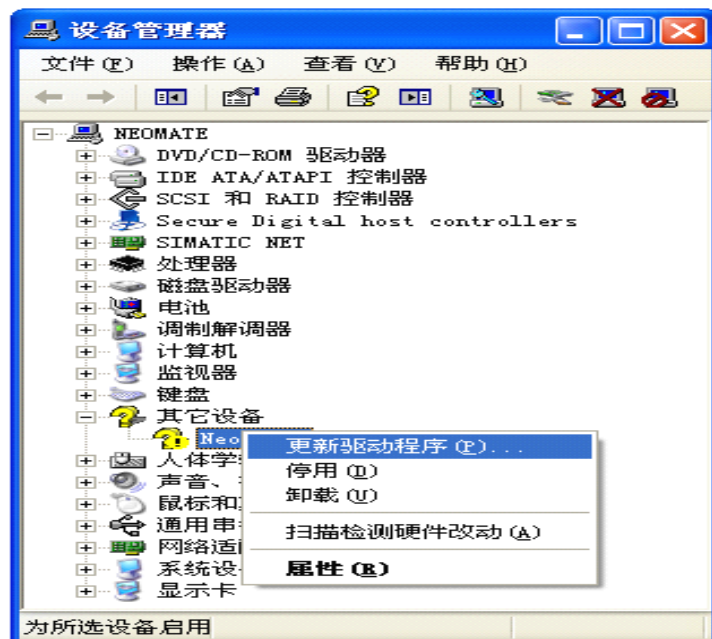 设备管理器
文件(F) 操作(A) 查看(V) 帮助(H)
NEOMATE
DVD/CD-ROM 驱动器
IDE ATA/ATAPI 控制器
SCSI 和 RAID 控制器
Secure Digital host controllers
SIMATIC NET
处理器
磁盘驱动器
电池
调制解调器
计算机
监视器
键盘
其它设备
Neo
人体学
声音、
鼠标和
通用串
网络适
系统设
显示卡
更新驱动程序(P)...
停用(D)
卸载(U)
扫描检测硬件改动(A)
属性(R)
为所选设备启用